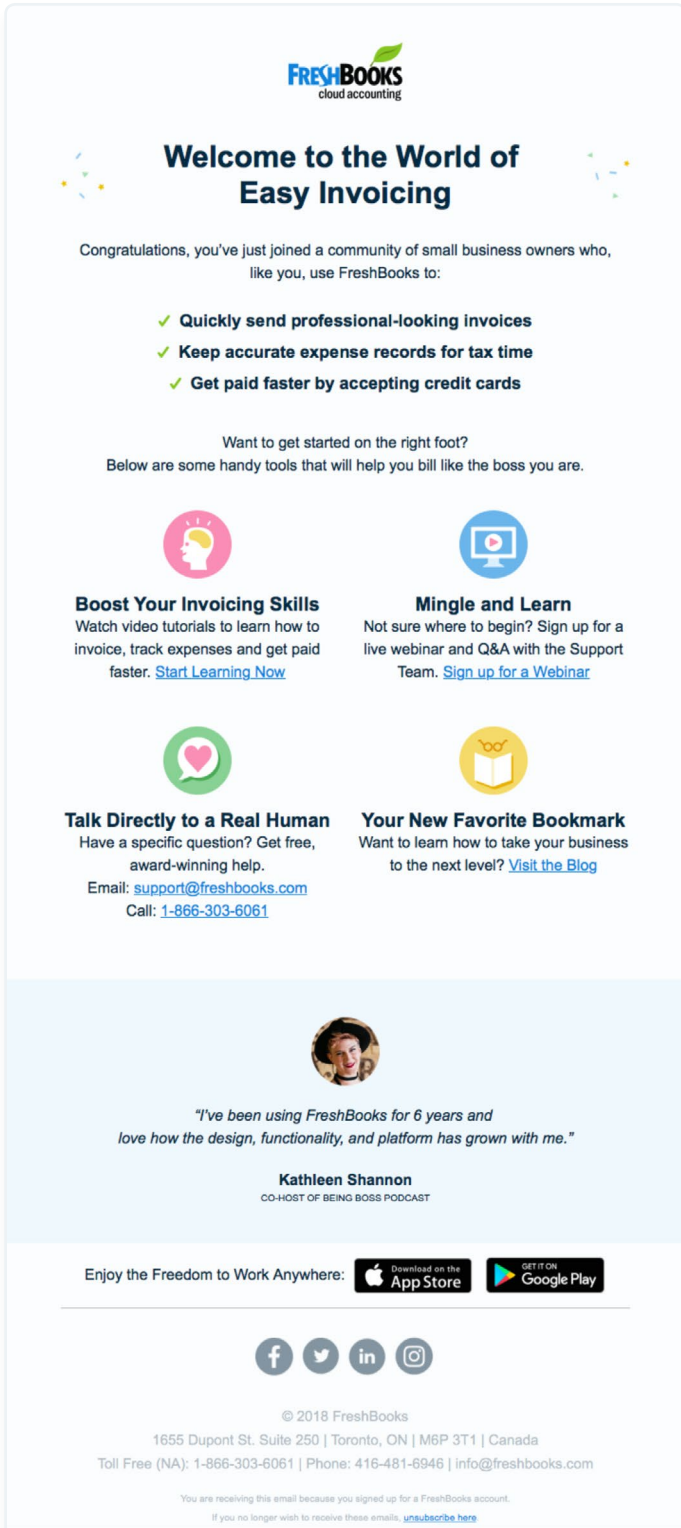 FRESHBOOKS
cloud accounting
Welcome to the World of
Easy Invoicing
Congratulations, you've just joined a community of small business owners who,
like you, use FreshBooks to:
✓ Quickly send professional-looking invoices
✓ Keep accurate expense records for tax time
✓ Get paid faster by accepting credit cards
Want to get started on the right foot?
Below are some handy tools that will help you bill like the boss you are.
Boost Your Invoicing Skills
Watch video tutorials to learn how to
invoice, track expenses and get paid
faster. Start Learning Now
Mingle and Learn
Not sure where to begin? Sign up for a
live webinar and Q&A with the Support
Team. Sign up for a Webinar
Talk Directly to a Real Human
Have a specific question? Get free,
award-winning help.
Email: support@freshbooks.com
Call: 1-866-303-6061
Your New Favorite Bookmark
Want to learn how to take your business
to the next level? Visit the Blog
"I've been using FreshBooks for 6 years and
love how the design, functionality, and platform has grown with me."
Kathleen Shannon
CO-HOST OF BEING BOSS PODCAST
Enjoy the Freedom to Work Anywhere:
Download on the
App Store
GET IT ON
Google Play
f
in
© 2018 FreshBooks
1655 Dupont St. Suite 250 | Toronto, ON | M6P 3T1 | Canada
Toll Free (NA): 1-866-303-6061 | Phone: 416-481-6946 | info@freshbooks.com
You are receiving this email because you signed up for a FreshBooks account.
If you no longer wish to receive these emails, unsubscribe here.